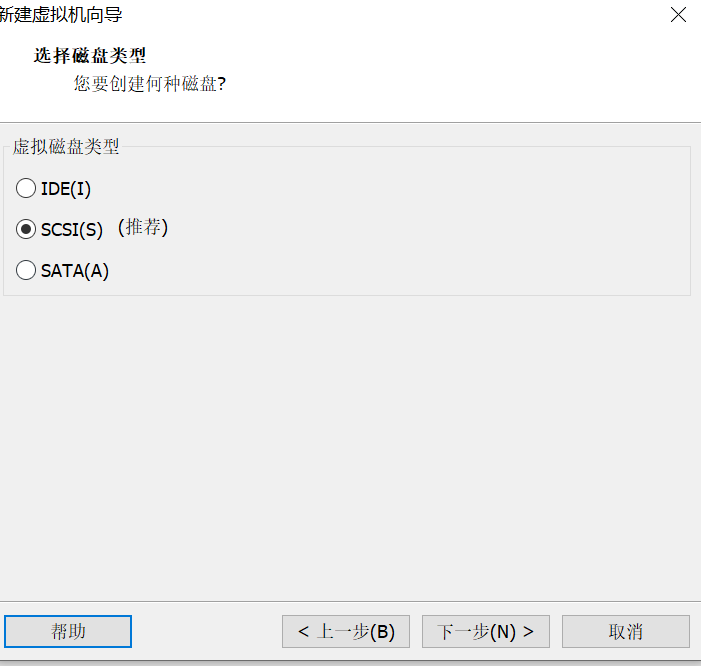 新建虚拟机向导
选择磁盘类型
您要创建何种磁盘?
虚拟磁盘类型
IDE(I)
SCSI(S) (推荐)
SATA(A)
帮助 < 上一步(B) 下一步(N) > 取消